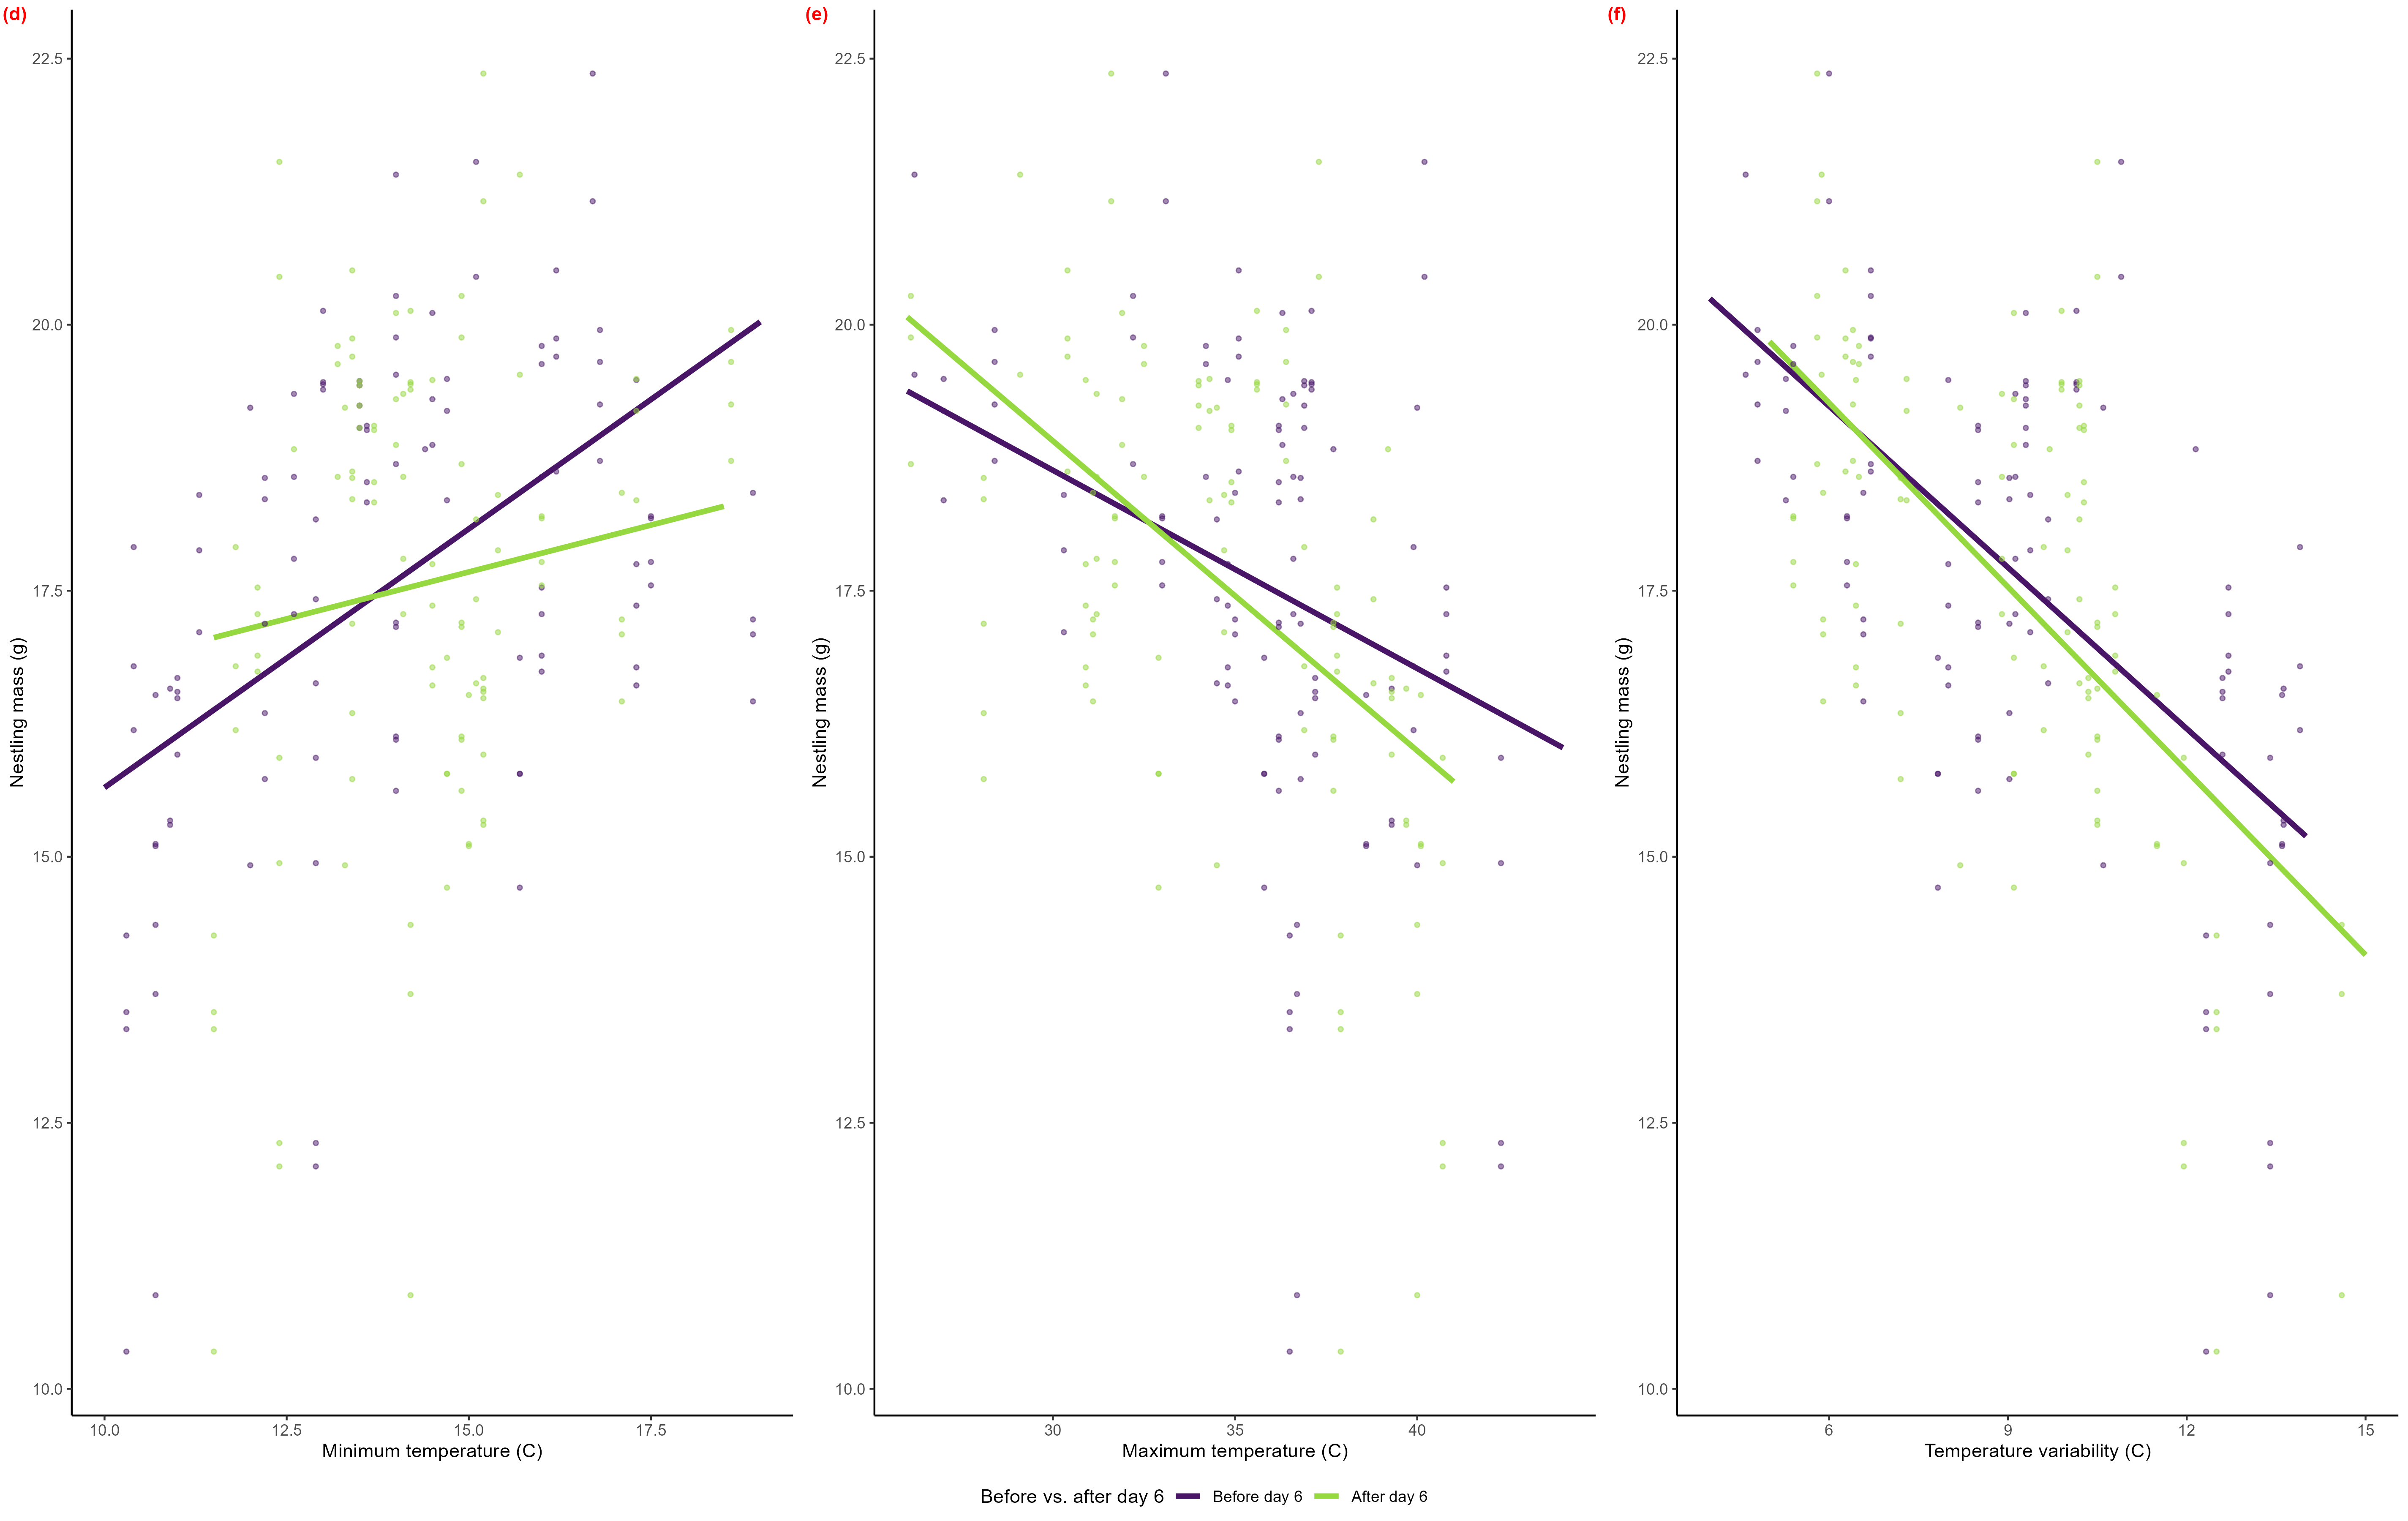 (d)
(e)
(f)
22.5
20.0
17.5
15.0
12.5
10.0
Nestling mass (g)
10.0 12.5 15.0 17.5
Minimum temperature (C)
22.5
20.0
17.5
15.0
12.5
10.0
Nestling mass (g)
30 35 40
Maximum temperature (C)
22.5
20.0
17.5
15.0
12.5
10.0
Nestling mass (g)
6 9 12 15
Temperature variability (C)
Before vs. after day 6 Before day 6 After day 6